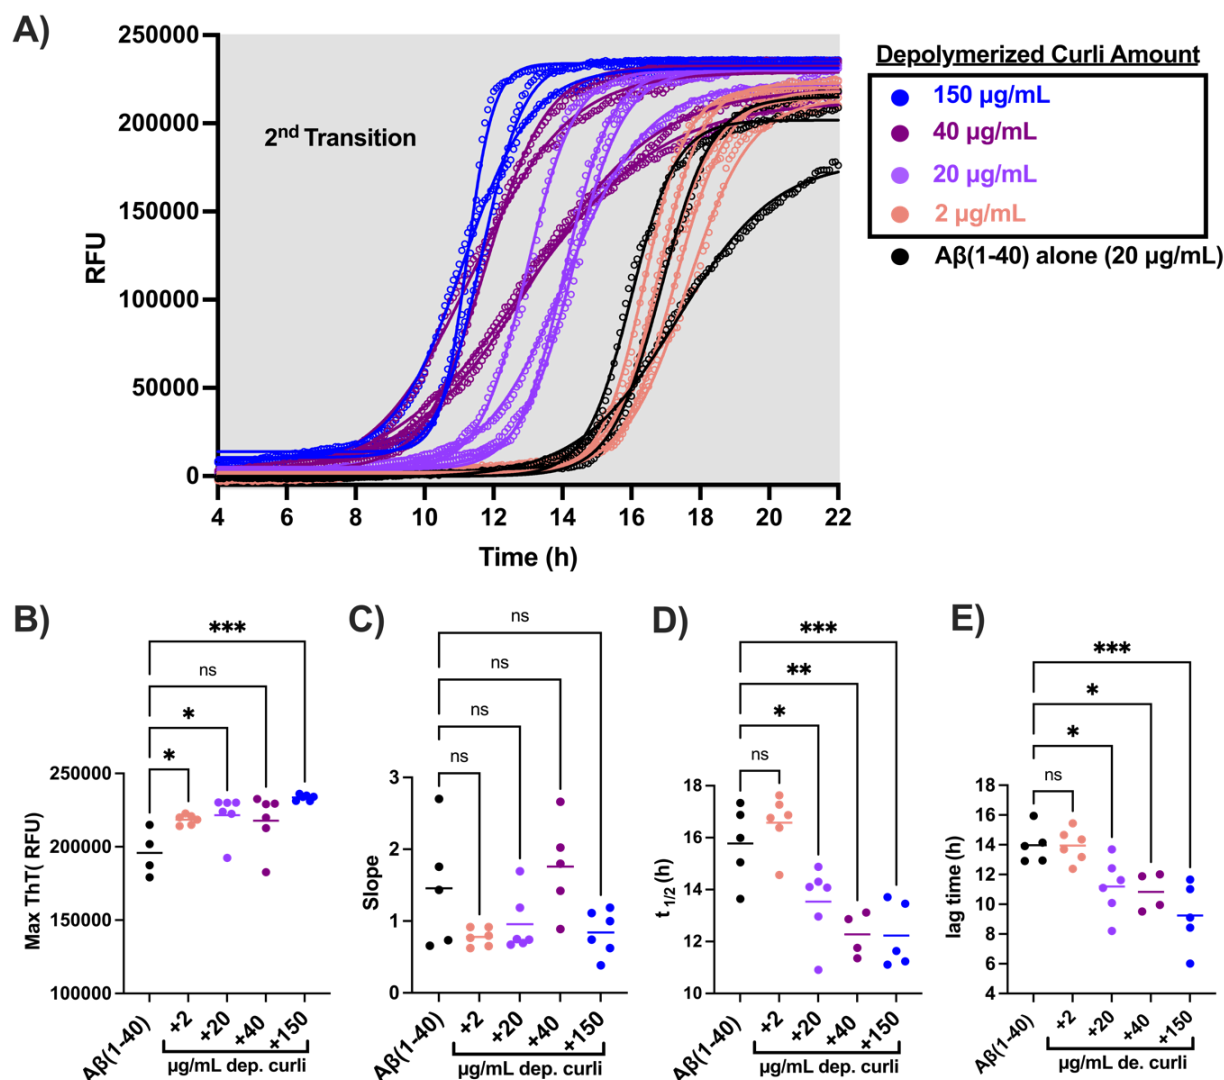 A)
250000
200000
150000
100000
50000
0
RFU
2nd Transition
4 6 8 10 12 14 16 18 20 22
Time (h)
Depolymerized Curli Amount
150 µg/mL
40 µg/mL
20 µg/mL
2 µg/mL
Aβ(1-40) alone (20 µg/mL)
B)
***
ns
*
*
250000
200000
150000
100000
Max ThT( RFU)
Aβ(1-40) +2 +20 +40 +150
µg/mL dep. curli
C)
ns
ns
ns
ns
3
2
1
0
Slope
Aβ(1-40) +2 +20 +40 +150
µg/mL dep. curli
D)
***
**
*
ns
18
16
14
12
10
t 1/2 (h)
Aβ(1-40) +2 +20 +40 +150
µg/mL dep. curli
E)
***
*
*
ns
18
16
14
12
10
8
6
4
lag time (h)
Aβ(1-40) +2 +20 +40 +150
µg/mL de. curli